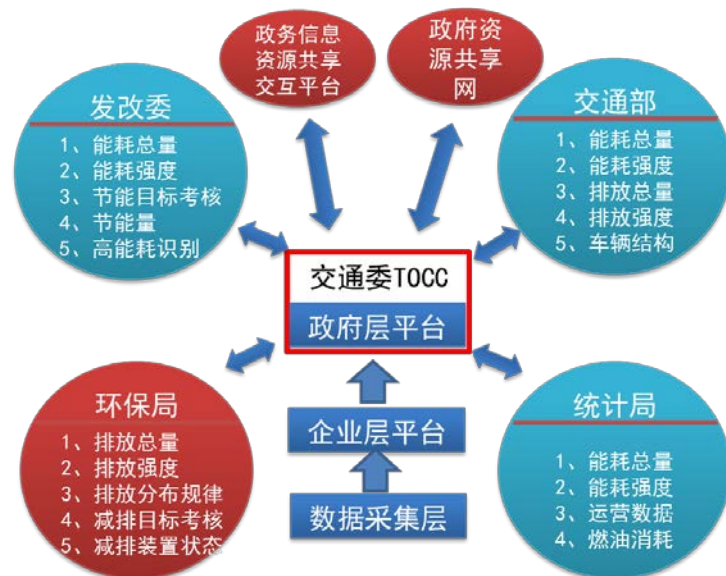 政务信息
资源共享
交互平台
政府资
源共享
网
发改委
1、能耗总量
2、能耗强度
3、节能目标考核
4、节能量
5、高能耗识别
交通部
1、能耗总量
2、能耗强度
3、排放总量
4、排放强度
5、车辆结构
交通委TOCC
政府层平台
环保局
1、排放总量
2、排放强度
3、排放分布规律
4、减排目标考核
5、减排装置状态
企业层平台
数据采集层
统计局
1、能耗总量
2、能耗强度
3、运营数据
4、燃油消耗